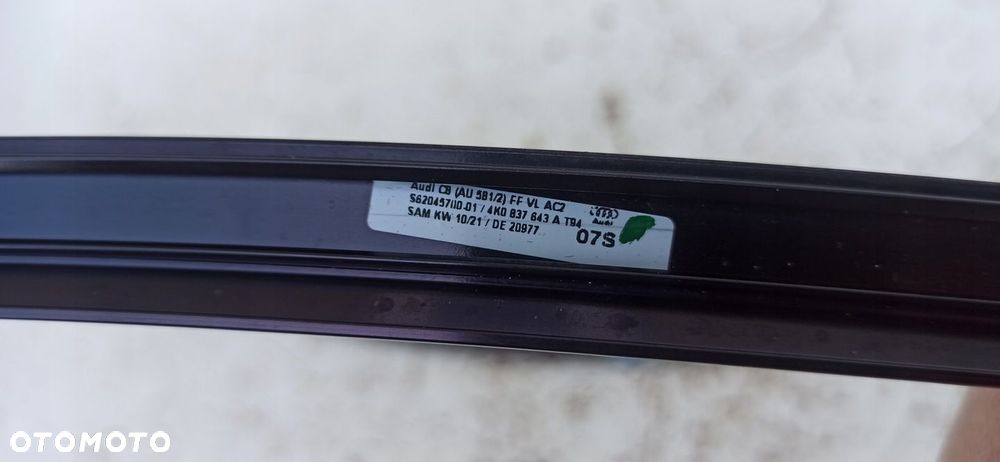 Audi C8 (AU 581/2) FF VL AC2
S62045700-01 / 4K0 837 643 A T94
SAM KW 10/21 / DE 20977
Audi
07S
OTOMOTO